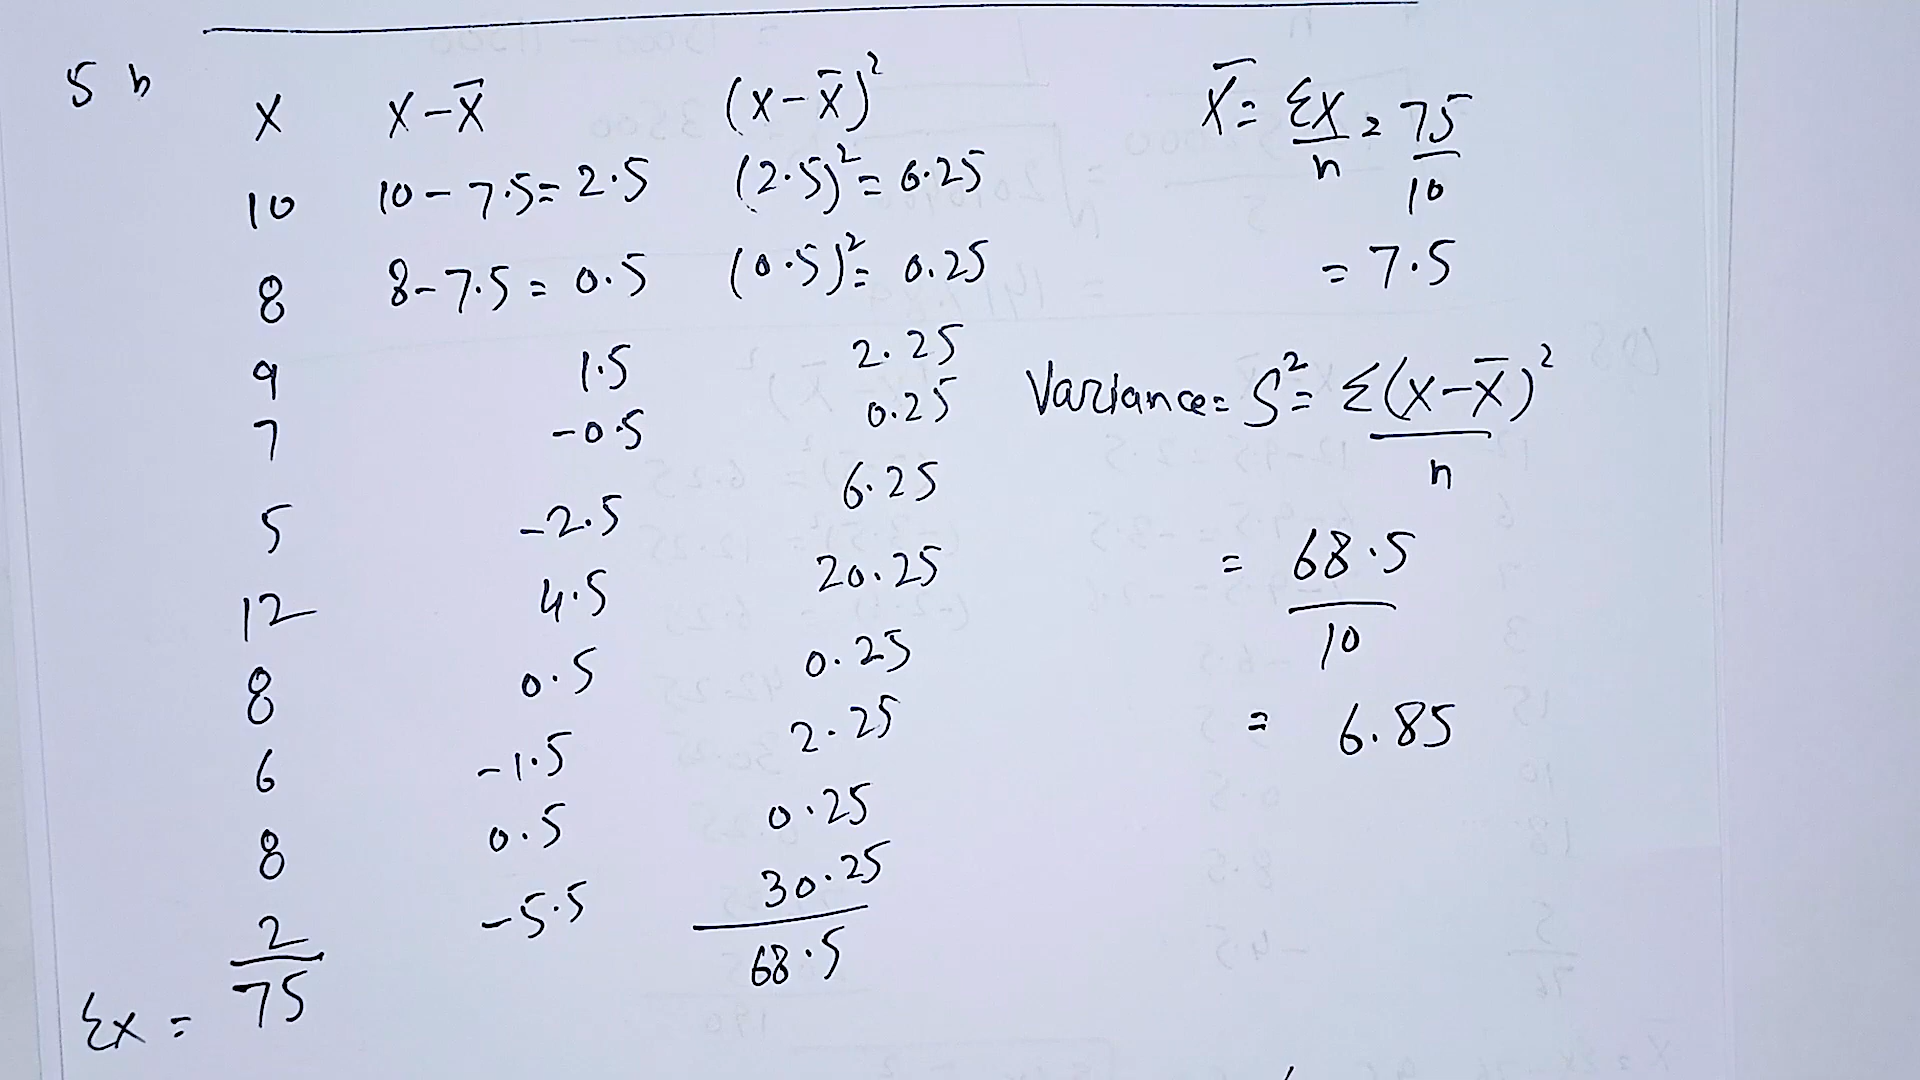 5 b
X X-X̄ (X-X̄)²
10 10-7.5=2.5 (2.5)²=6.25
8 8-7.5=0.5 (0.5)²=0.25
9 1.5 2.25
7 -0.5 0.25
5 -2.5 6.25
12 4.5 20.25
8 0.5 0.25
6 -1.5 2.25
8 0.5 0.25
2 -5.5 30.25
Σx = 75 68.5
X̄ = ΣX/n = 75/10
= 7.5
Variance = S² = Σ(X-X̄)²/n
= 68.5/10
= 6.85